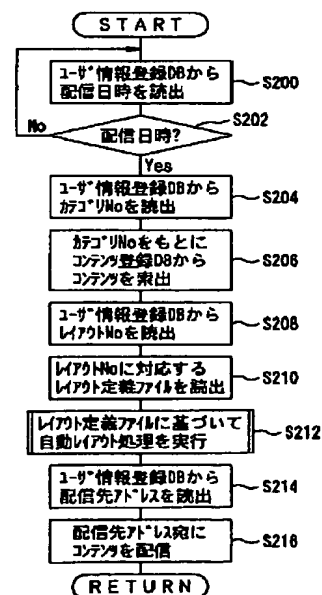 START
ユーザ情報登録DBから
配信日時を読出
S200
No
配信日時?
S202
Yes
ユーザ情報登録DBから
カテゴリNoを読出
S204
カテゴリNoをもとに
コンテンツ登録DBから
コンテンツを索出
S206
ユーザ情報登録DBから
レイアウトNoを読出
S208
レイアウトNoに対応する
レイアウト定義ファイルを読出
S210
レイアウト定義ファイルに基づいて
自動レイアウト処理を実行
S212
ユーザ情報登録DBから
配信先アドレスを読出
S214
配信先アドレス宛に
コンテンツを配信
S216
RETURN